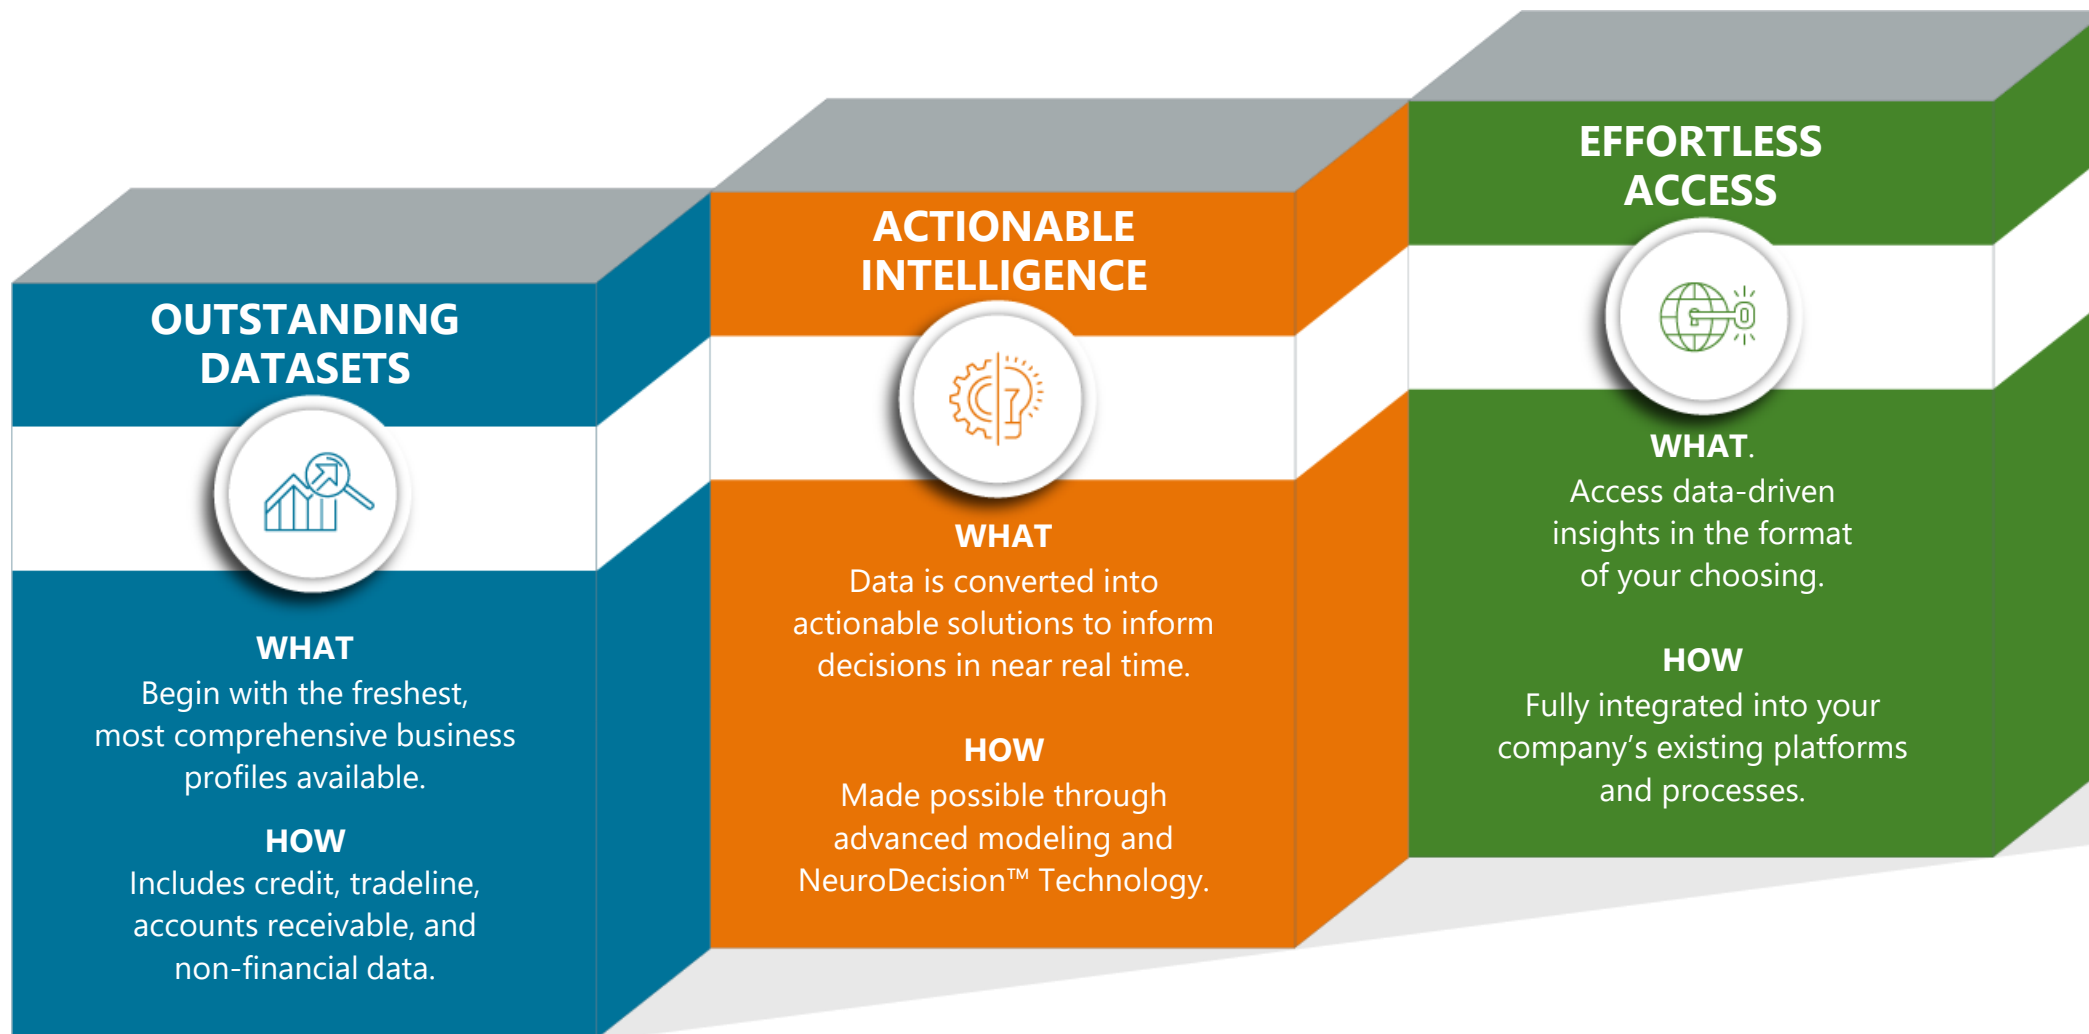 OUTSTANDING
DATASETS
WHAT
Begin with the freshest,
most comprehensive business
profiles available.
HOW
Includes credit, tradeline,
accounts receivable, and
non-financial data.
ACTIONABLE
INTELLIGENCE
WHAT
Data is converted into
actionable solutions to inform
decisions in near real time.
HOW
Made possible through
advanced modeling and
NeuroDecision™ Technology.
EFFORTLESS
ACCESS
WHAT.
Access data-driven
insights in the format
of your choosing.
HOW
Fully integrated into your
company’s existing platforms
and processes.